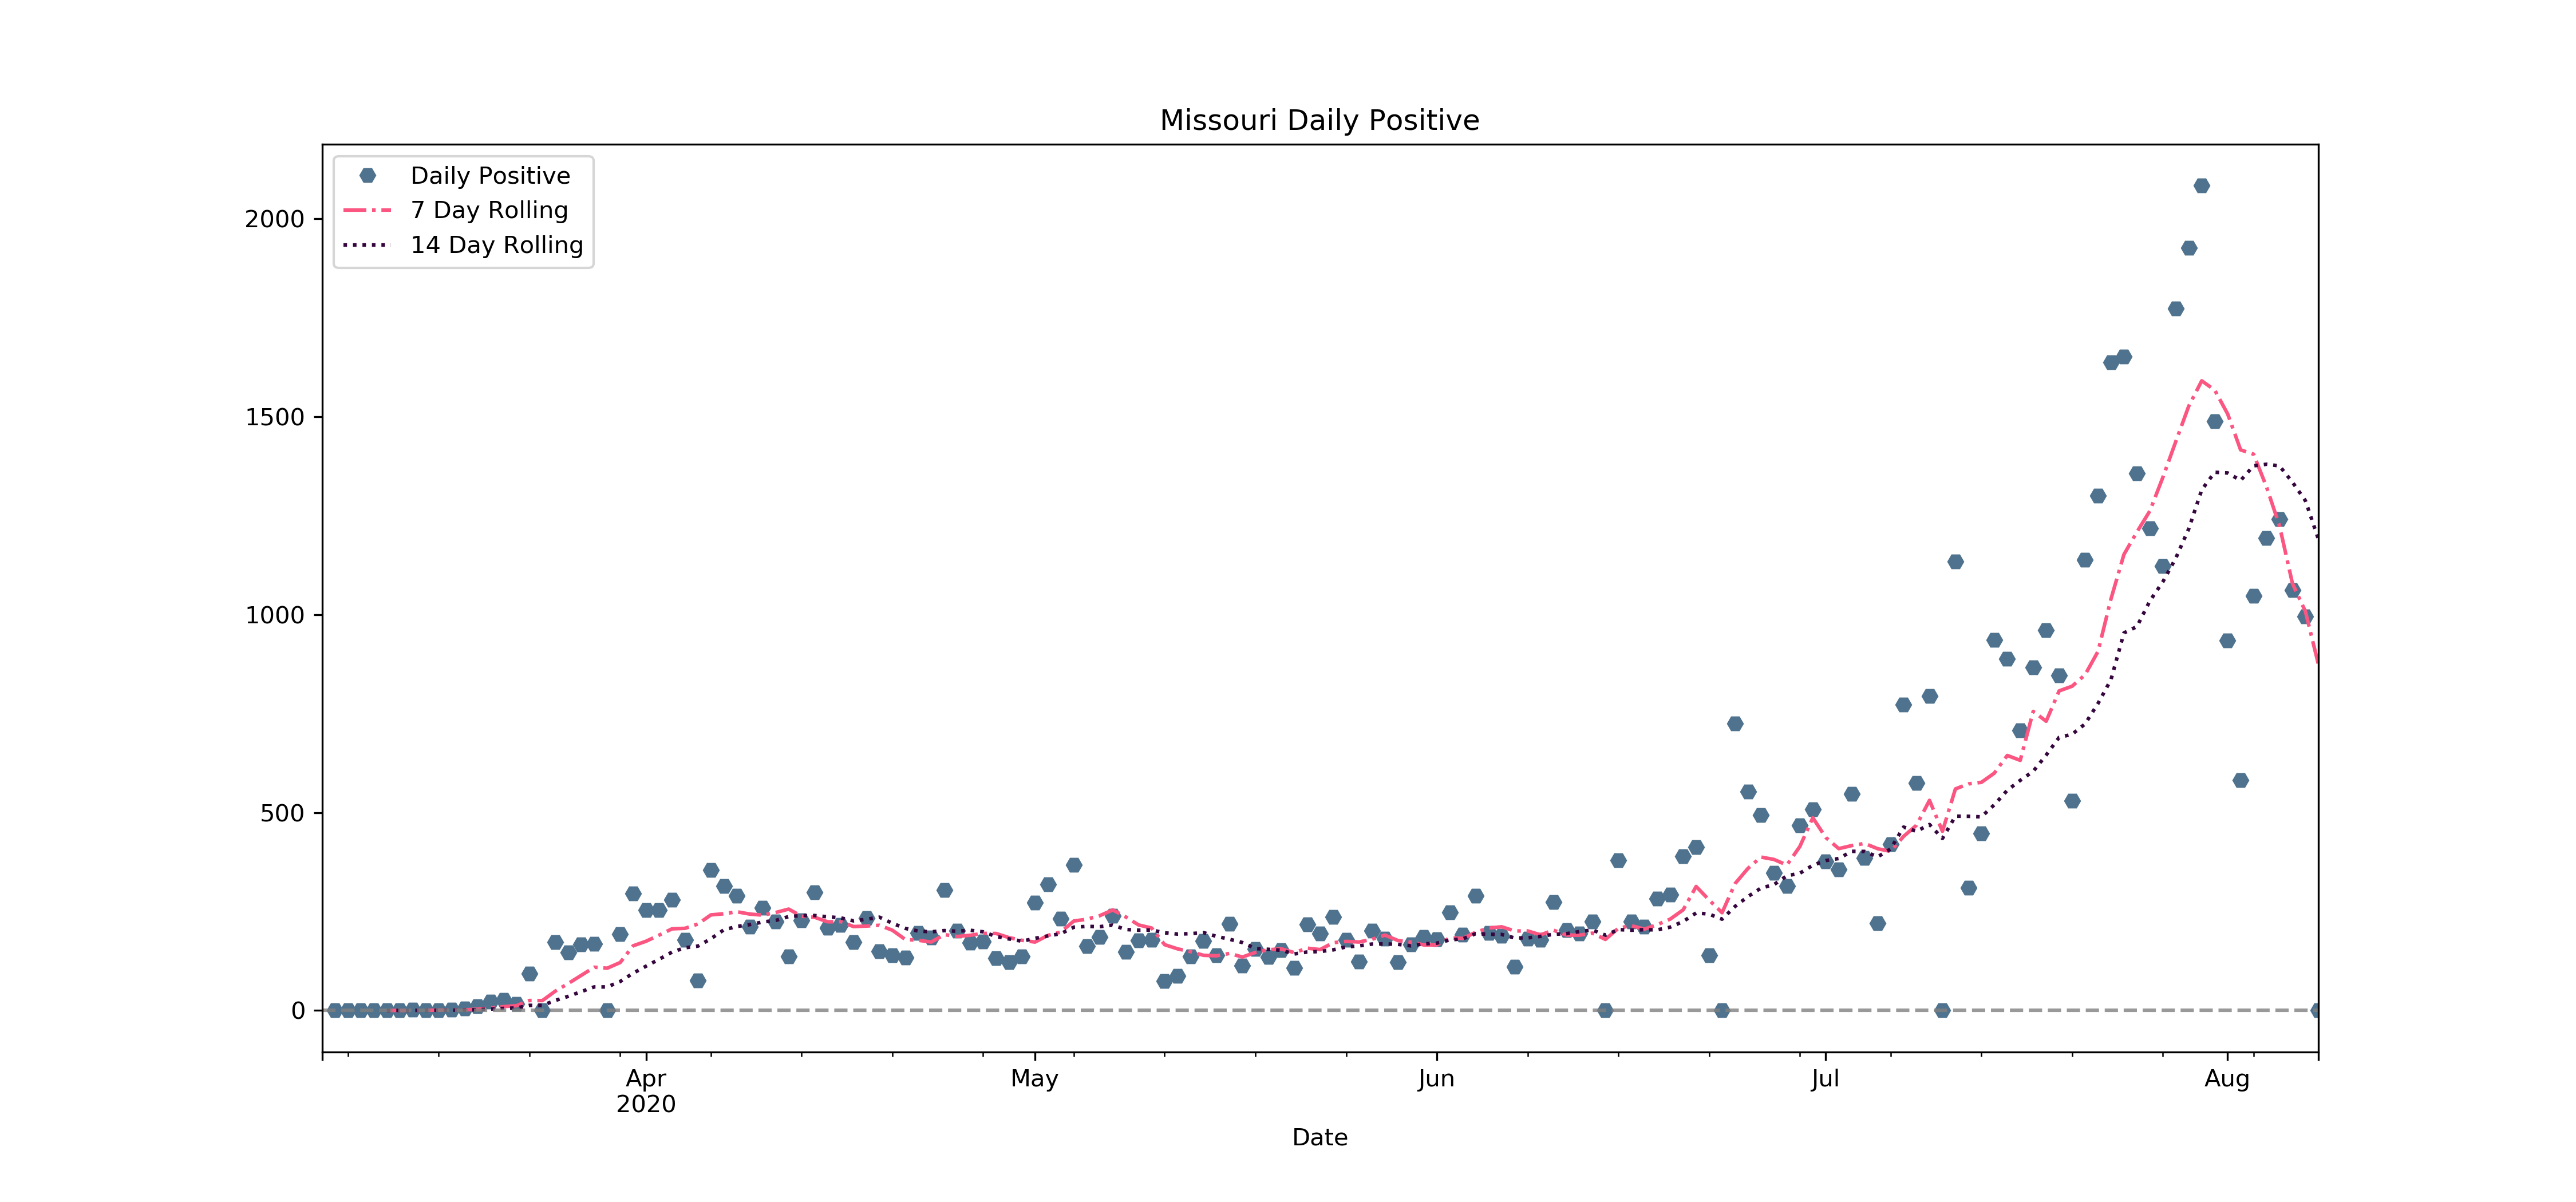 Missouri Daily Positive
Daily Positive
7 Day Rolling
14 Day Rolling
2000
1500
1000
500
0
Apr
2020
May
Jun
Jul
Aug
Date